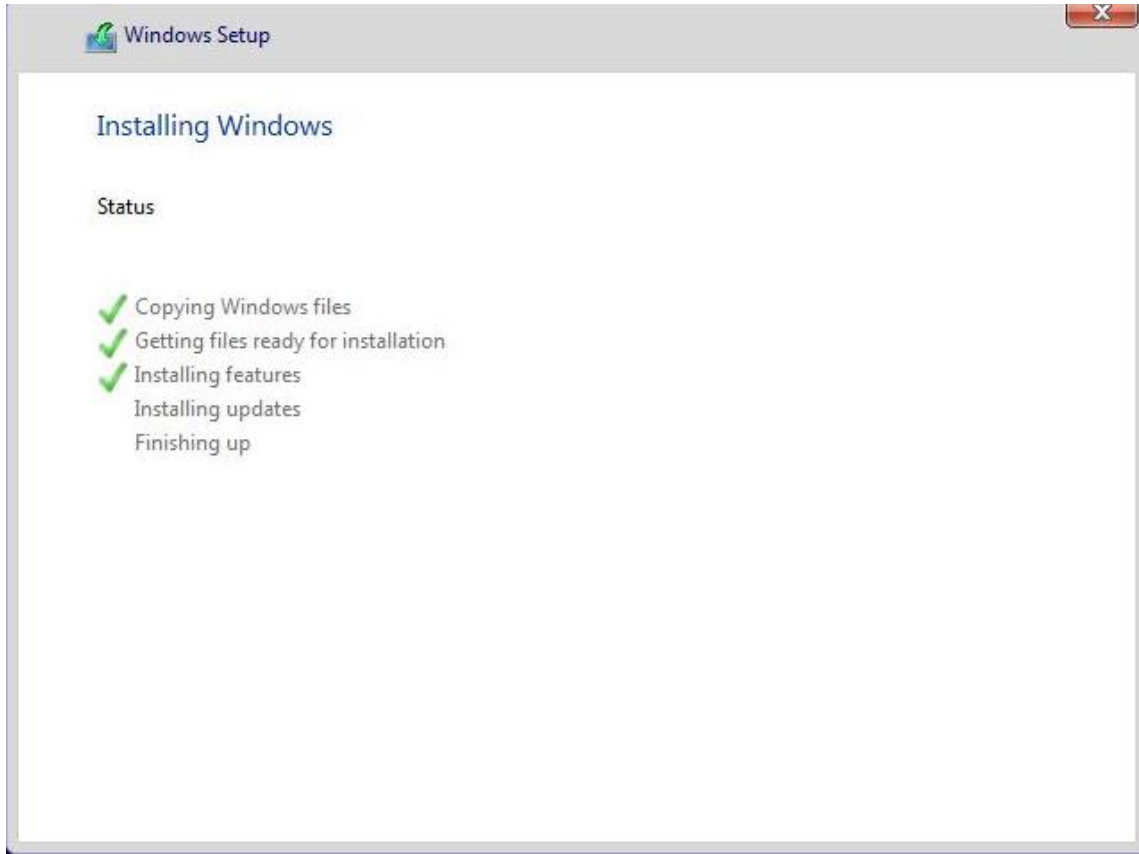 Windows Setup
Installing Windows
Status
Copying Windows files
Getting files ready for installation
Installing features
Installing updates
Finishing up